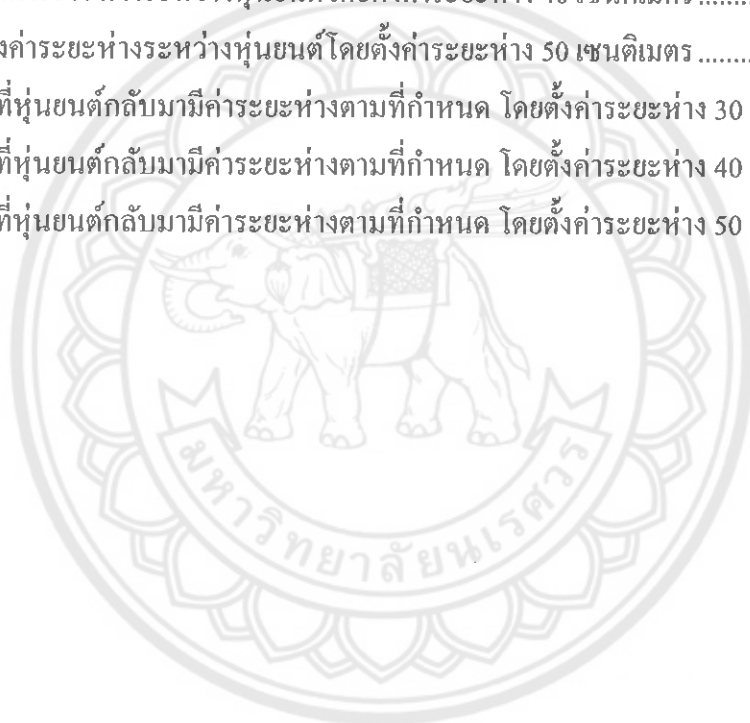 งค่าระยะห่างระหว่างหุ่นยนต์โดยตั้งค่าระยะห่าง 50 เซนติเมตร ........
ที่หุ่นยนต์กลับมามีค่าระยะห่างตามที่กำหนด โดยตั้งค่าระยะห่าง 30
ที่หุ่นยนต์กลับมามีค่าระยะห่างตามที่กำหนด โดยตั้งค่าระยะห่าง 40
ที่หุ่นยนต์กลับมามีค่าระยะห่างตามที่กำหนด โดยตั้งค่าระยะห่าง 50
มหาวิทยาลัยนเรศวร